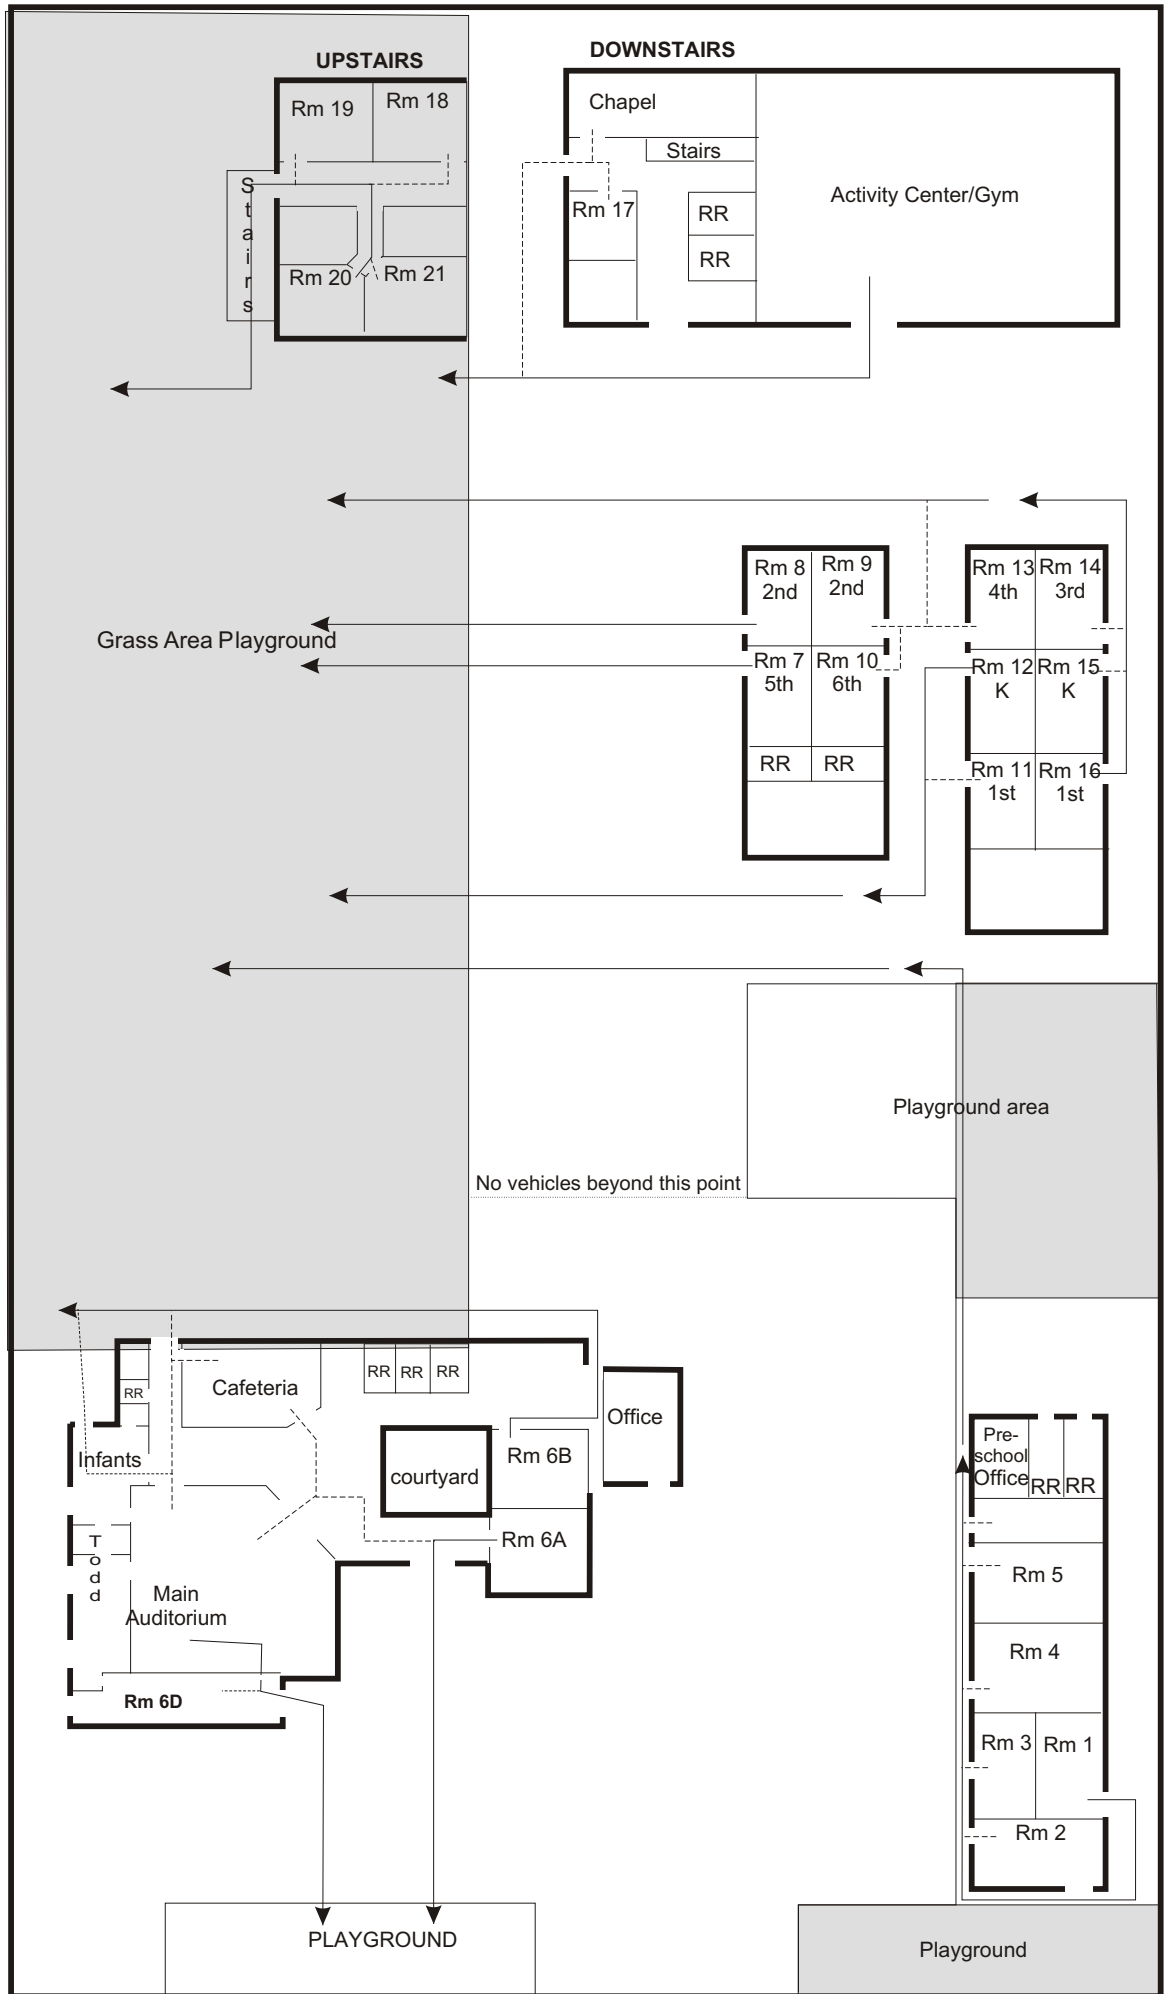 UPSTAIRS
DOWNSTAIRS
Rm 19
Rm 18
Stairs
Rm 20
Rm 21
Chapel
Stairs
Rm 17
RR
RR
Activity Center/Gym
Grass Area Playground
Rm 8
2nd
Rm 9
2nd
Rm 7
5th
Rm 10
6th
RR
RR
Rm 13
4th
Rm 14
3rd
Rm 12
K
Rm 15
K
Rm 11
1st
Rm 16
1st
Playground area
No vehicles beyond this point
RR
Cafeteria
RR
RR
RR
Office
Infants
courtyard
Rm 6B
Rm 6A
Todd
Main
Auditorium
Rm 6D
Pre-
school
Office
RR
RR
Rm 5
Rm 4
Rm 3
Rm 1
Rm 2
PLAYGROUND
Playground